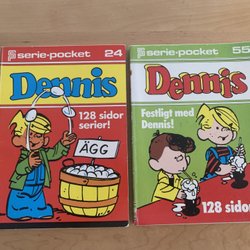 serie-pocket 24
Dennis
128 sidor
serier!
ÄGG
serie-pocket 55
Dennis
Festligt med
Dennis!
128 sidor